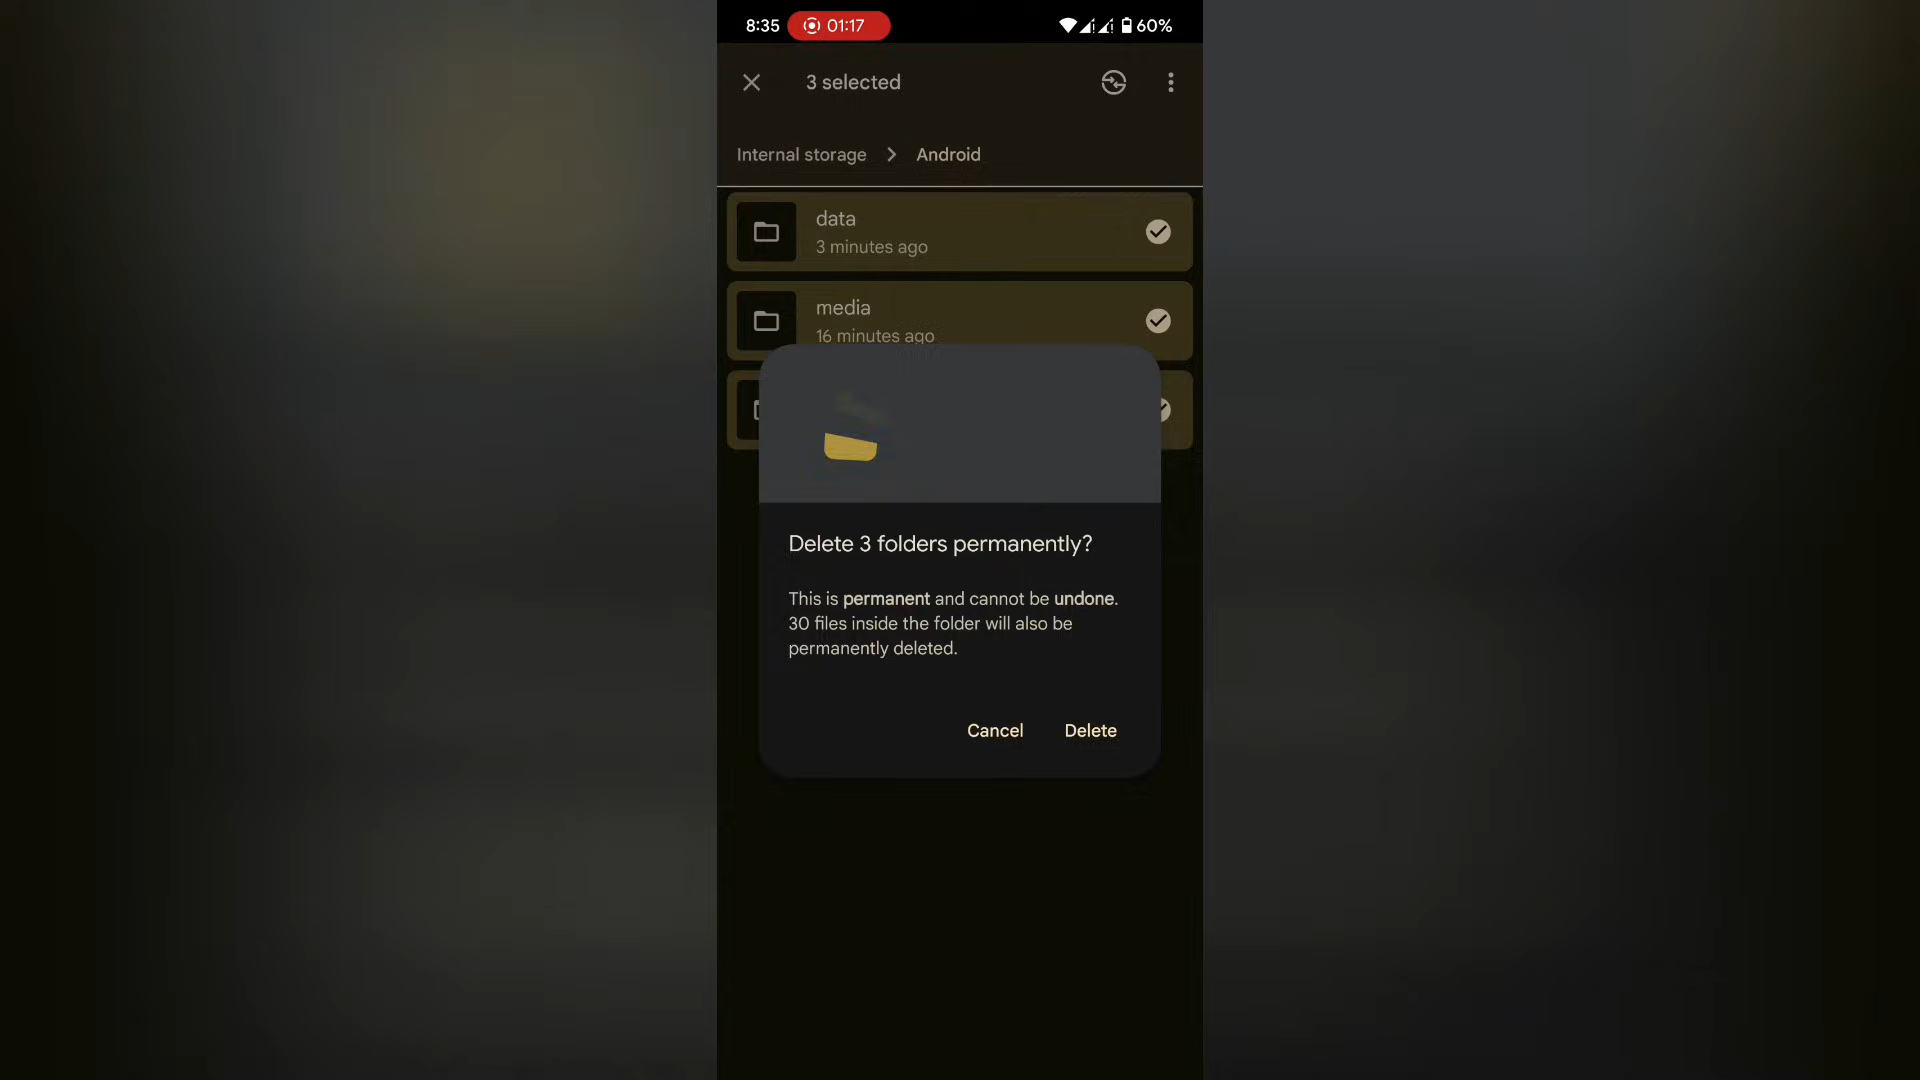 8:35 01:17 60%
3 selected
Internal storage > Android
data
3 minutes ago
media
16 minutes ago
Delete 3 folders permanently?
This is permanent and cannot be undone.
30 files inside the folder will also be
permanently deleted.
Cancel Delete